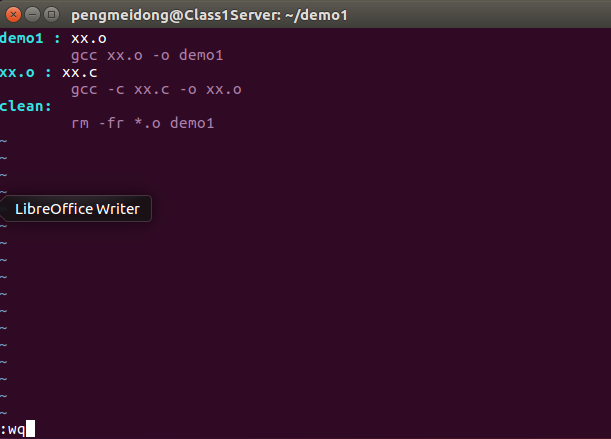 pengmeidong@Class1Server: ~/demo1
demo1 : xx.o
gcc xx.o -o demo1
xx.o : xx.c
gcc -c xx.c -o xx.o
clean:
rm -fr *.o demo1
~
~
~
~
LibreOffice Writer
~
~
~
~
~
~
~
~
~
~
~
~
:wq